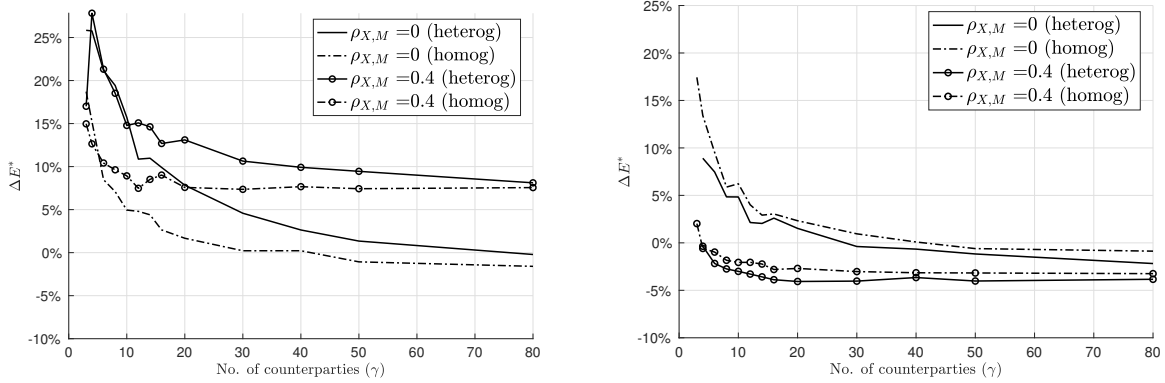 25%
20%
15%
10%
5%
0%
-5%
-10%
ΔE*
0 10 20 30 40 50 60 70 80
No. of counterparties (γ)
ρX,M =0 (heterog)
ρX,M =0 (homog)
ρX,M =0.4 (heterog)
ρX,M =0.4 (homog)
25%
20%
15%
10%
5%
0%
-5%
-10%
ΔE*
0 10 20 30 40 50 60 70 80
No. of counterparties (γ)
ρX,M =0 (heterog)
ρX,M =0 (homog)
ρX,M =0.4 (heterog)
ρX,M =0.4 (homog)